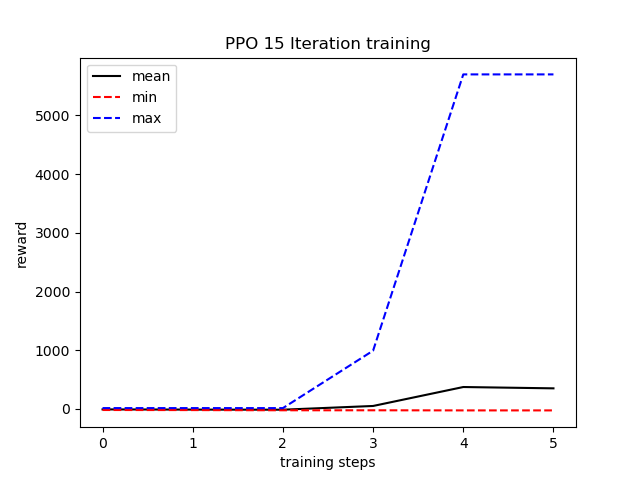 PPO 15 Iteration training
mean
min
max
reward
5000
4000
3000
2000
1000
0
0 1 2 3 4 5
training steps